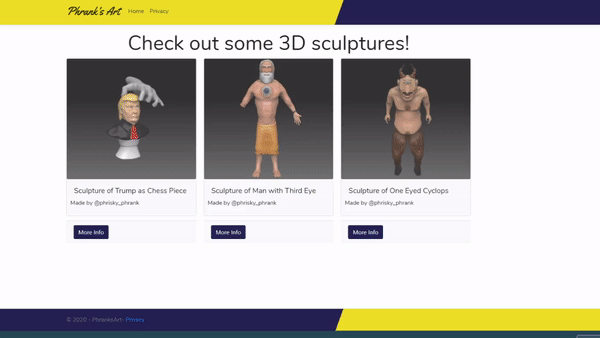 Phrank's Art Home Privacy
Check out some 3D sculptures!
Sculpture of Trump as Chess Piece
Made by @phrisky_phrank
More Info
Sculpture of Man with Third Eye
Made by @phrisky_phrank
More Info
Sculpture of One Eyed Cyclops
Made by @phrisky_phrank
More Info
© 2020 - PhranksArt- Privacy